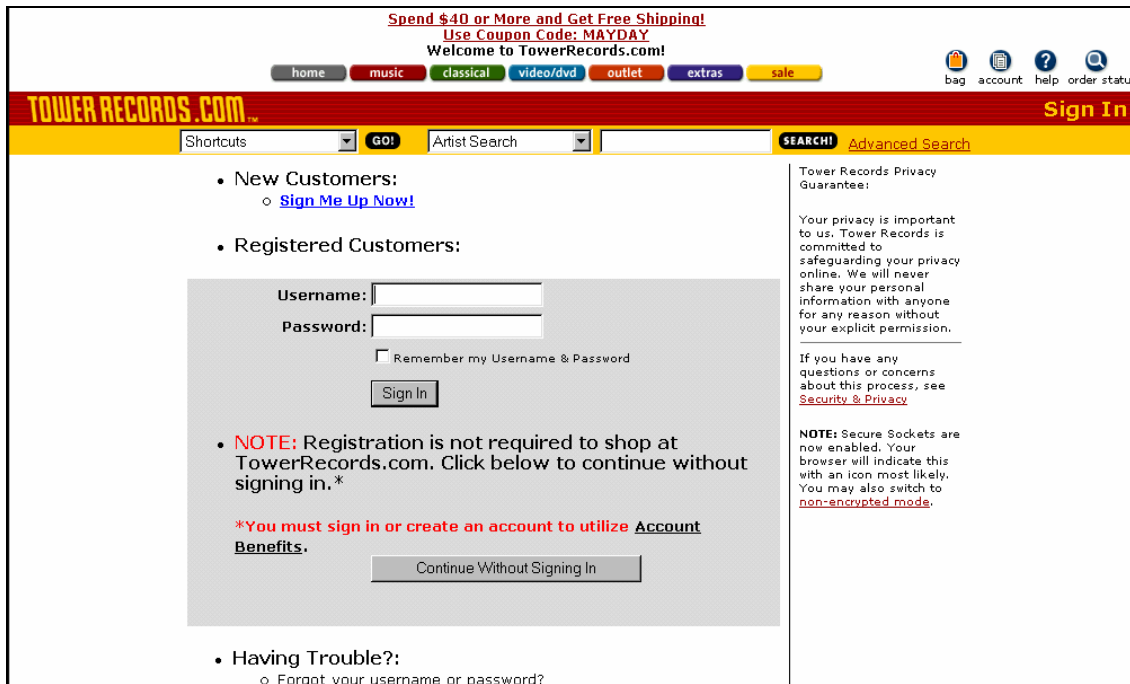 Spend $40 or More and Get Free Shipping!
Use Coupon Code: MAYDAY
Welcome to TowerRecords.com!
home music classical video/dvd outlet extras sale
bag account help order statu
TOWER RECORDS.COM™
Sign In
Shortcuts GO! Artist Search SEARCH! Advanced Search
• New Customers:
o Sign Me Up Now!
• Registered Customers:
Username:
Password:
Remember my Username & Password
Sign In
• NOTE: Registration is not required to shop at
TowerRecords.com. Click below to continue without
signing in.*
*You must sign in or create an account to utilize Account
Benefits.
Continue Without Signing In
• Having Trouble?:
o Forgot your username or password?
Tower Records Privacy
Guarantee:
Your privacy is important
to us. Tower Records is
committed to
safeguarding your privacy
online. We will never
share your personal
information with anyone
for any reason without
your explicit permission.
If you have any
questions or concerns
about this process, see
Security & Privacy
NOTE: Secure Sockets are
now enabled. Your
browser will indicate this
with an icon most likely.
You may also switch to
non-encrypted mode.